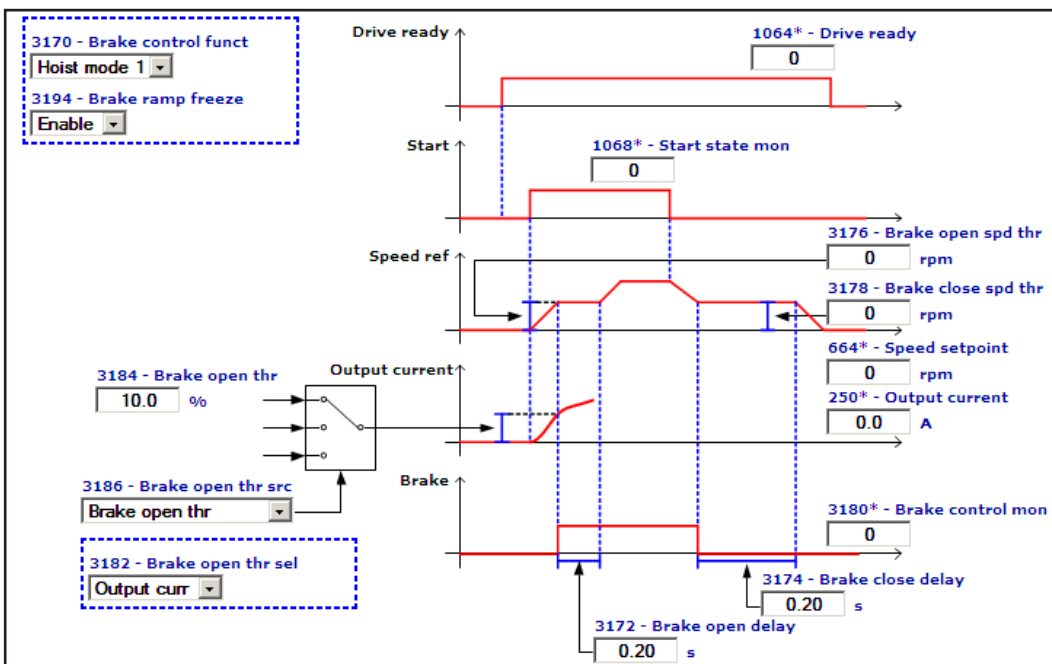 3170 - Brake control funct
Hoist mode 1
3194 - Brake ramp freeze
Enable
Drive ready
1064* - Drive ready
0
Start
1068* - Start state mon
0
Speed ref
3176 - Brake open spd thr
0 rpm
3178 - Brake close spd thr
0 rpm
664* - Speed setpoint
0 rpm
Output current
250* - Output current
0.0 A
3184 - Brake open thr
10.0 %
3186 - Brake open thr src
Brake open thr
3182 - Brake open thr sel
Output curr
Brake
3180* - Brake control mon
0
3174 - Brake close delay
0.20 s
3172 - Brake open delay
0.20 s